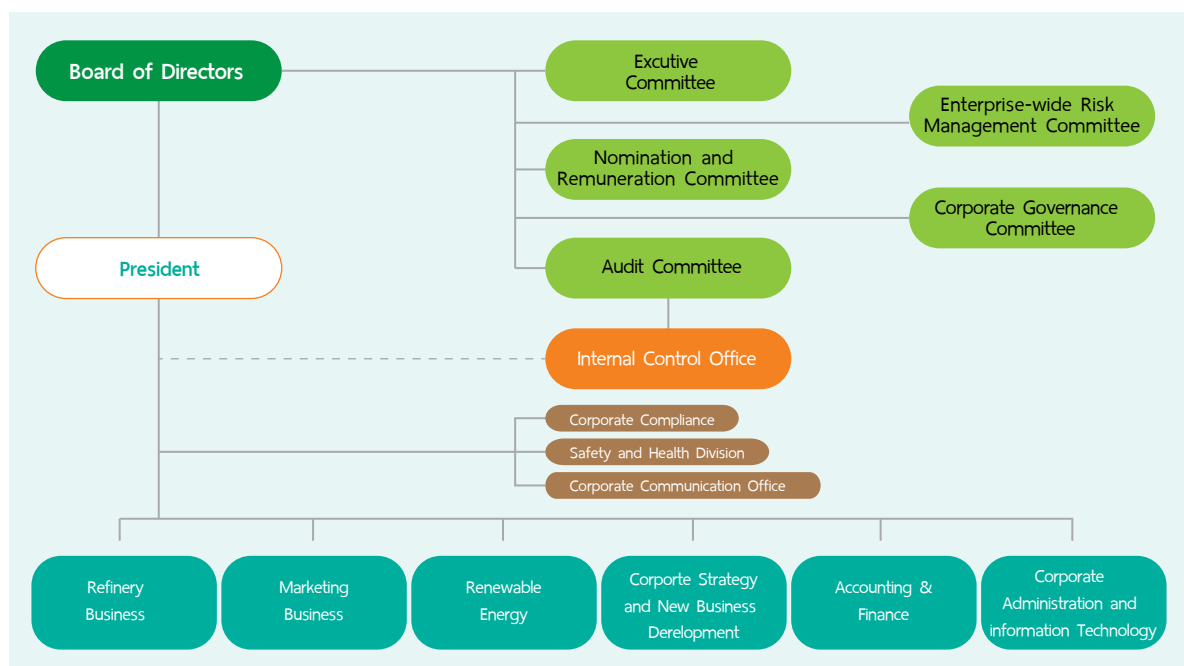 Board of Directors
Excutive
Committee
Enterprise-wide Risk
Management Committee
Nomination and
Remuneration Committee
Corporate Governance
Committee
President
Audit Committee
Internal Control Office
Corporate Compliance
Safety and Health Division
Corporate Communication Office
Refinery
Business
Marketing
Business
Renewable
Energy
Corporte Strategy
and New Business
Derelopment
Accounting &
Finance
Corporate
Administration and
information Technology